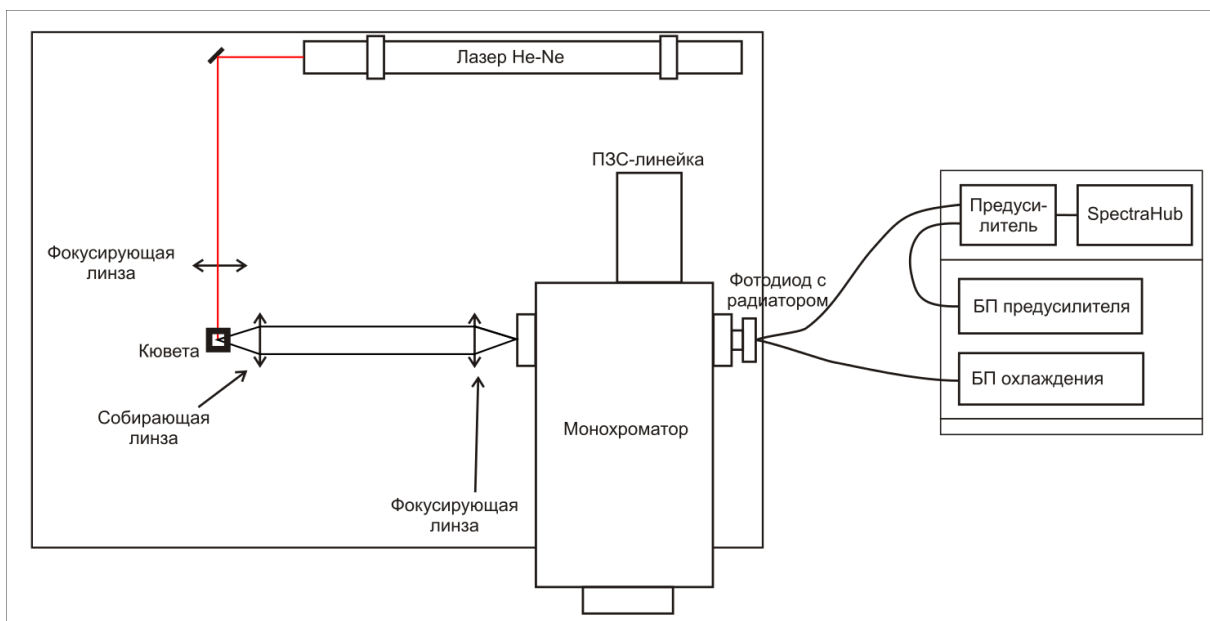 Лазер He-Ne
ПЗС-линейка
Предуси-
литель
SpectraHub
Фокусирующая
линза
Фотодиод с
радиатором
БП предусилителя
Кювета
БП охлаждения
Собирающая
линза
Монохроматор
Фокусирующая
линза